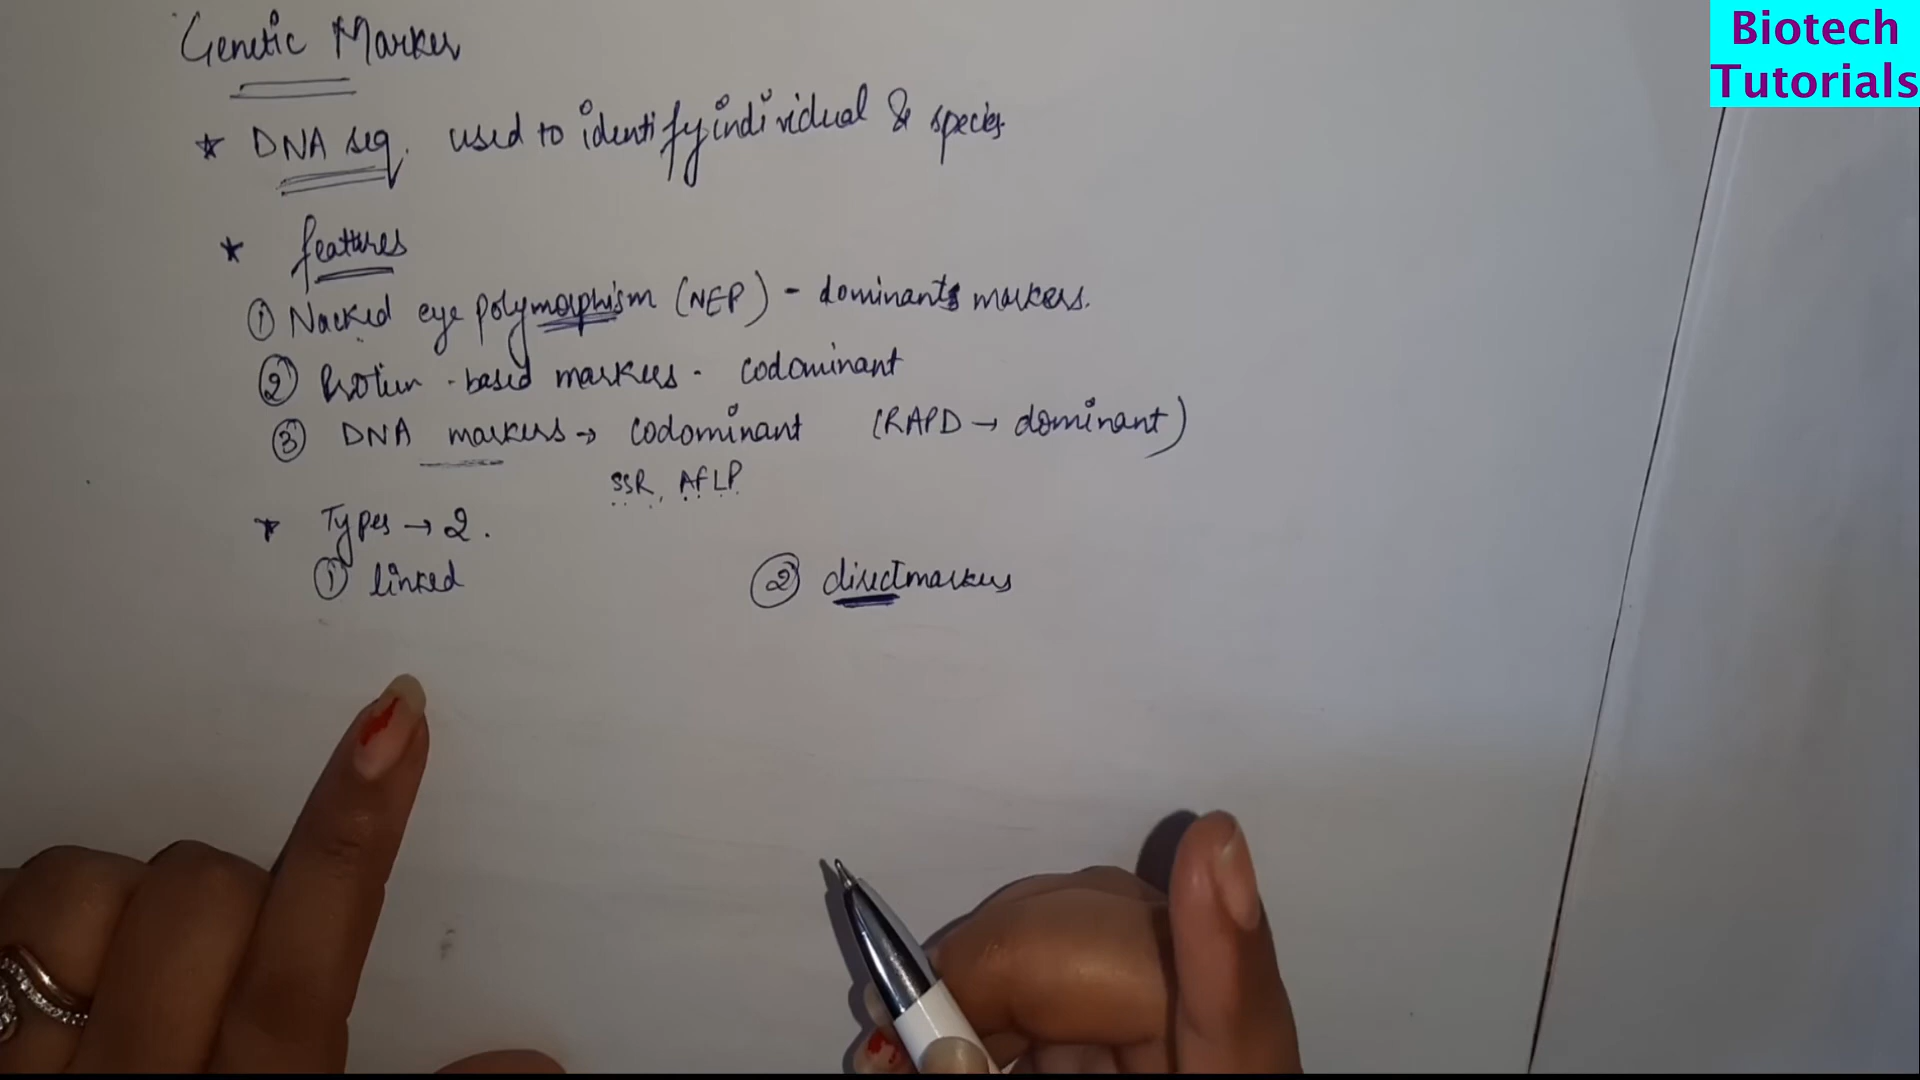 Genetic Marker
Biotech
Tutorials
* DNA seq. used to identify individual & species
* features
① Nacked eye polymorphism (NEP) - dominants markers.
② Protein - based markers - codominant
③ DNA markers → codominant (RAPD → dominant)
SSR, AFLP
* Types → 2.
① linked ② direct markers